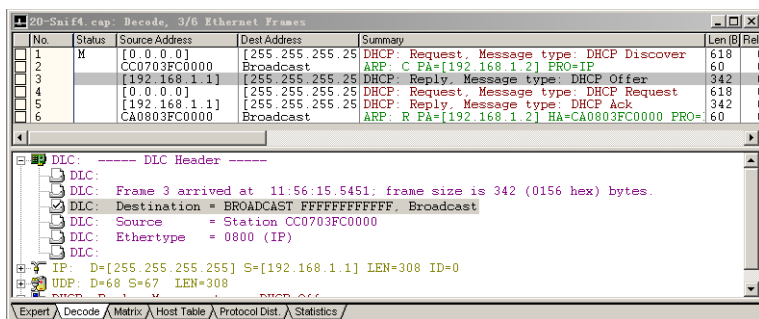 20-Snif4.cap: Decode, 3/6 Ethernet Frames
No. Status Source Address Dest Address Summary Len (B Rel
1 M [0.0.0.0] [255.255.255.25 DHCP: Request, Message type: DHCP Discover 618
2 CC0703FC0000 Broadcast ARP: C PA=[192.168.1.2] PRO=IP 60
3 [192.168.1.1] [255.255.255.25 DHCP: Reply, Message type: DHCP Offer 342
4 [0.0.0.0] [255.255.255.25 DHCP: Request, Message type: DHCP Request 618
5 [192.168.1.1] [255.255.255.25 DHCP: Reply, Message type: DHCP Ack 342
6 CA0803FC0000 Broadcast ARP: R PA=[192.168.1.2] HA=CA0803FC0000 PRO= 60
DLC: ----- DLC Header -----
DLC:
DLC: Frame 3 arrived at 11:56:15.5451; frame size is 342 (0156 hex) bytes.
DLC: Destination = BROADCAST FFFFFFFFFFFF, Broadcast
DLC: Source = Station CC0703FC0000
DLC: Ethertype = 0800 (IP)
DLC:
IP: D=[255.255.255.255] S=[192.168.1.1] LEN=308 ID=0
UDP: D=68 S=67 LEN=308
Expert Decode Matrix Host Table Protocol Dist. Statistics